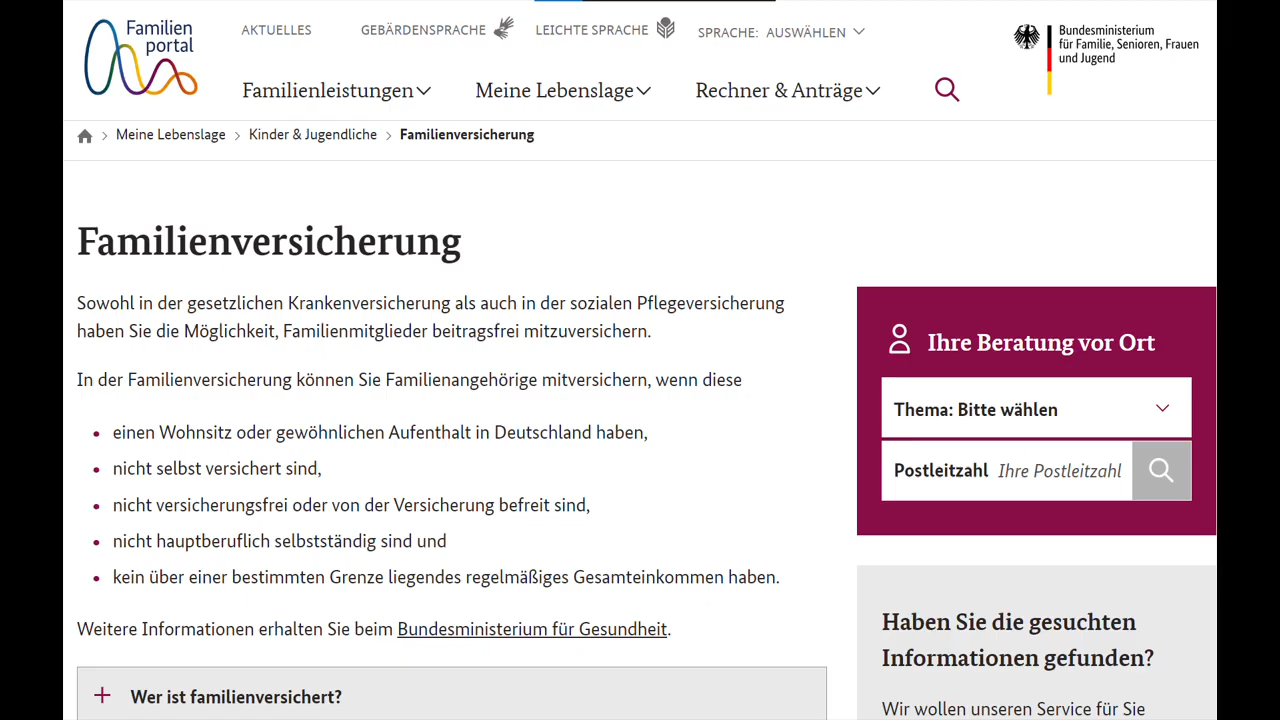 Familien
portal
AKTUELLES
GEBÄRDENSPRACHE
LEICHTE SPRACHE
SPRACHE: AUSWÄHLEN
Bundesministerium
für Familie, Senioren, Frauen
und Jugend
Familienleistungen
Meine Lebenslage
Rechner & Anträge
Meine Lebenslage > Kinder & Jugendliche > Familienversicherung
Familienversicherung
Sowohl in der gesetzlichen Krankenversicherung als auch in der sozialen Pflegeversicherung
haben Sie die Möglichkeit, Familienmitglieder beitragsfrei mitzuversichern.
In der Familienversicherung können Sie Familienangehörige mitversichern, wenn diese
• einen Wohnsitz oder gewöhnlichen Aufenthalt in Deutschland haben,
• nicht selbst versichert sind,
• nicht versicherungsfrei oder von der Versicherung befreit sind,
• nicht hauptberuflich selbstständig sind und
• kein über einer bestimmten Grenze liegendes regelmäßiges Gesamteinkommen haben.
Weitere Informationen erhalten Sie beim Bundesministerium für Gesundheit.
+ Wer ist familienversichert?
Ihre Beratung vor Ort
Thema: Bitte wählen
Postleitzahl Ihre Postleitzahl
Haben Sie die gesuchten
Informationen gefunden?
Wir wollen unseren Service für Sie